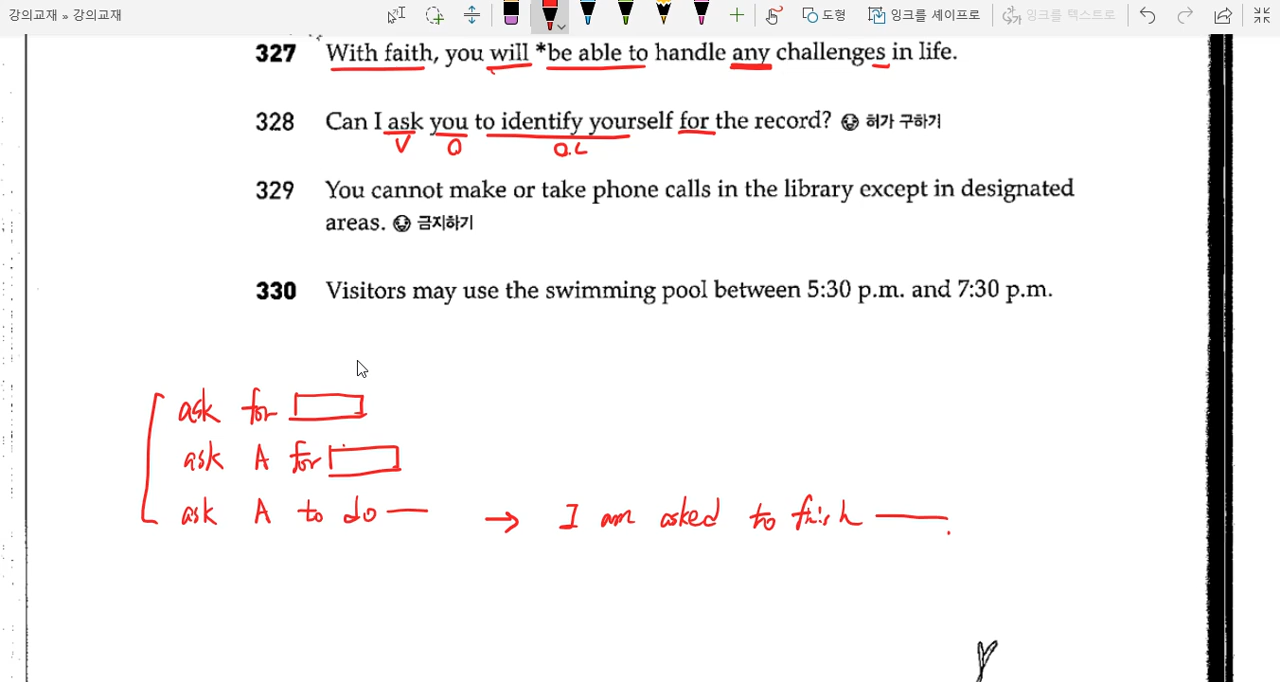 강의교재 » 강의교재
도형
잉크를 셰이프로
잉크를 텍스트로
327 With faith, you will *be able to handle any challenges in life.
328 Can I ask you to identify yourself for the record? 허가 구하기
V O O.C
329 You cannot make or take phone calls in the library except in designated
areas. 금지하기
330 Visitors may use the swimming pool between 5:30 p.m. and 7:30 p.m.
ask for
ask A for
ask A to do — → I am asked to finish —.